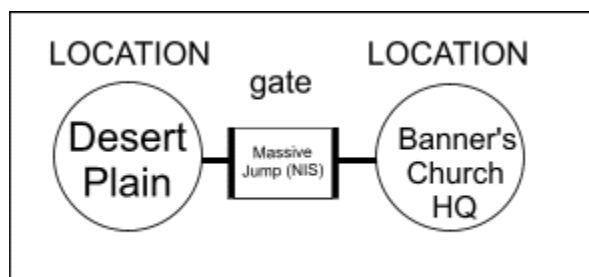 LOCATION
LOCATION
gate
Desert
Plain
Massive
Jump (NIS)
Banner's
Church
HQ